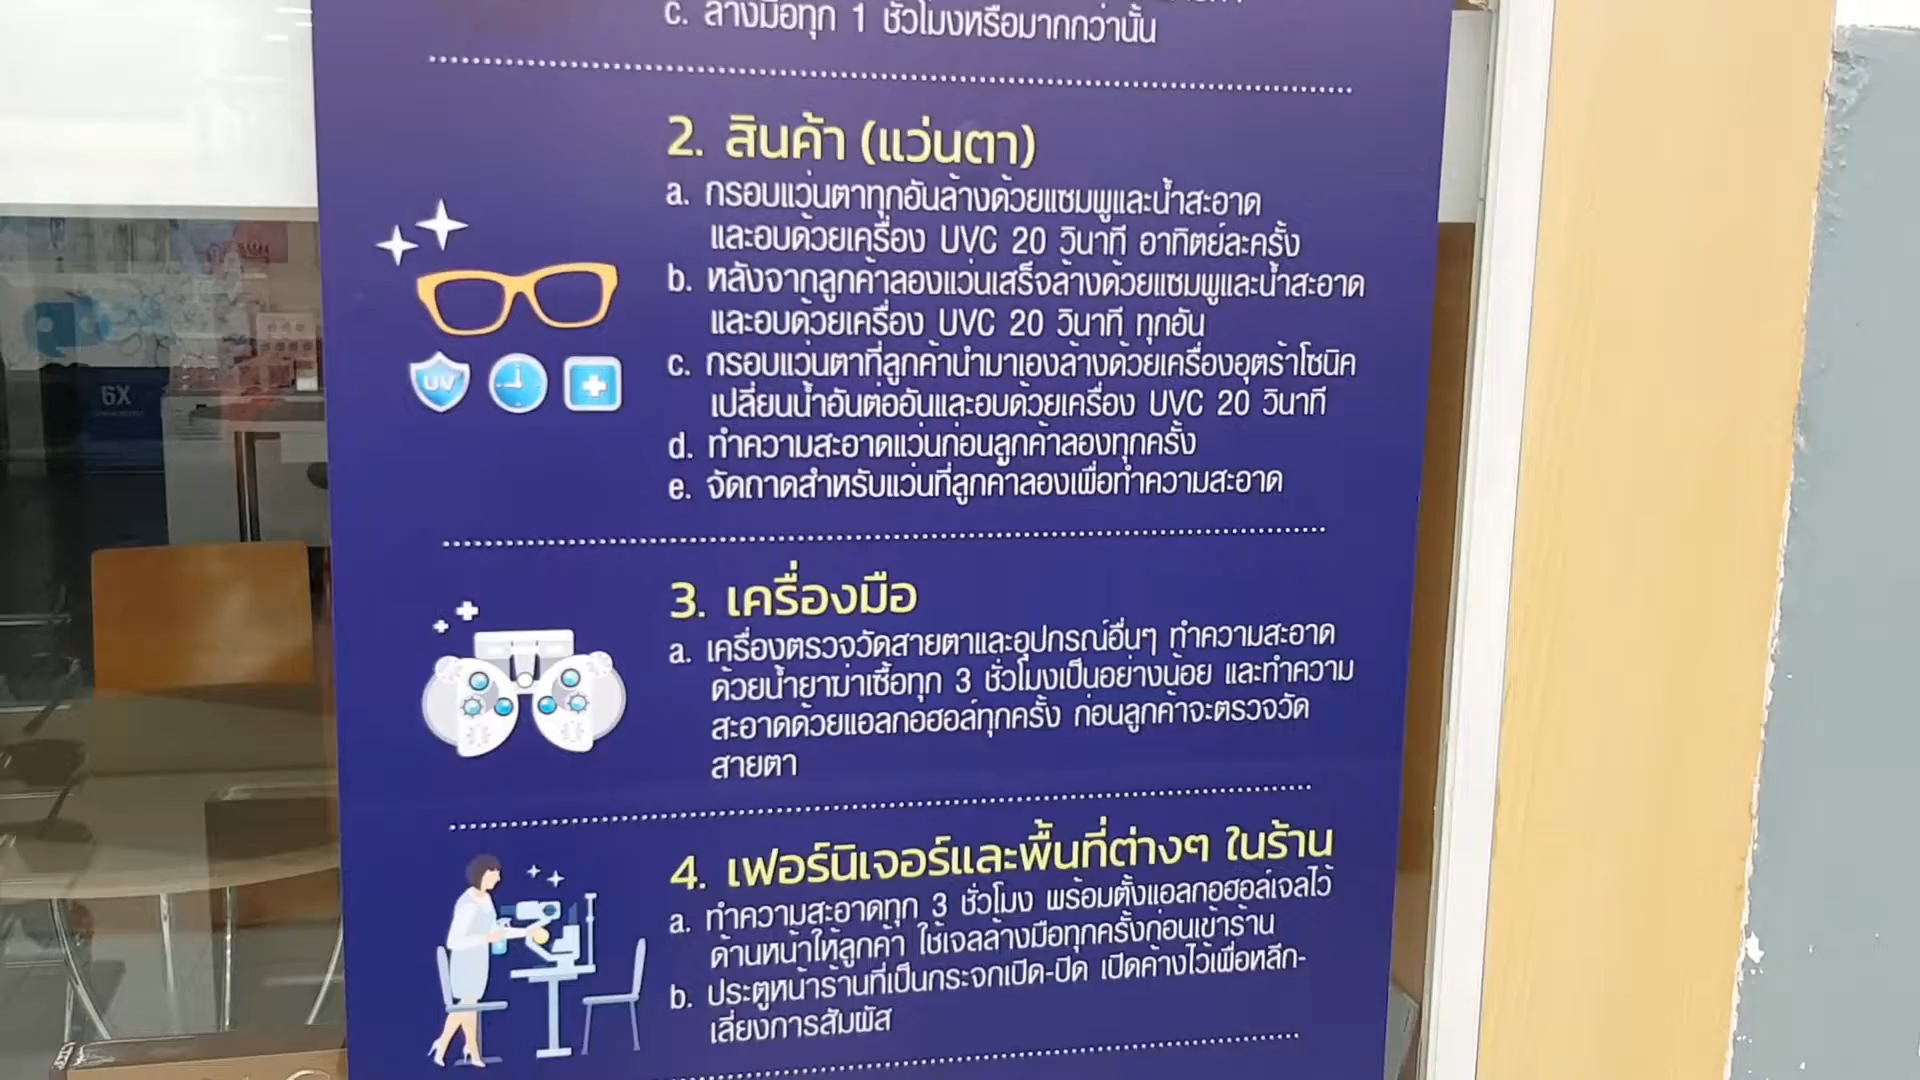 c. ล้างมือทุก 1 ชั่วโมงหรือมากกว่านั้น
2. สินค้า (แว่นตา)
a. กรอบแว่นตาทุกอันล้างด้วยแชมพูและน้ำสะอาด
และอบด้วยเครื่อง UVC 20 วินาที อาทิตย์ละครั้ง
b. หลังจากลูกค้าลองแว่นเสร็จล้างด้วยแชมพูและน้ำสะอาด
และอบด้วยเครื่อง UVC 20 วินาที ทุกอัน
c. กรอบแว่นตาที่ลูกค้านำมาเองล้างด้วยเครื่องอุตร้าโซนิค
เปลี่ยนน้ำอันต่ออันและอบด้วยเครื่อง UVC 20 วินาที
d. ทำความสะอาดแว่นก่อนลูกค้าลองทุกครั้ง
e. จัดถาดสำหรับแว่นที่ลูกค้าลองเพื่อทำความสะอาด
UV
6X
3. เครื่องมือ
a. เครื่องตรวจวัดสายตาและอุปกรณ์อื่นๆ ทำความสะอาด
ด้วยน้ำยาฆ่าเชื้อทุก 3 ชั่วโมงเป็นอย่างน้อย และทำความ
สะอาดด้วยแอลกอฮอล์ทุกครั้ง ก่อนลูกค้าจะตรวจวัด
สายตา
4. เฟอร์นิเจอร์และพื้นที่ต่างๆ ในร้าน
a. ทำความสะอาดทุก 3 ชั่วโมง พร้อมตั้งแอลกอฮอล์เจลไว้
ด้านหน้าให้ลูกค้า ใช้เจลล้างมือทุกครั้งก่อนเข้าร้าน
b. ประตูหน้าร้านที่เป็นกระจกเปิด-ปิด เปิดค้างไว้เพื่อหลีก-
เลี่ยงการสัมผัส